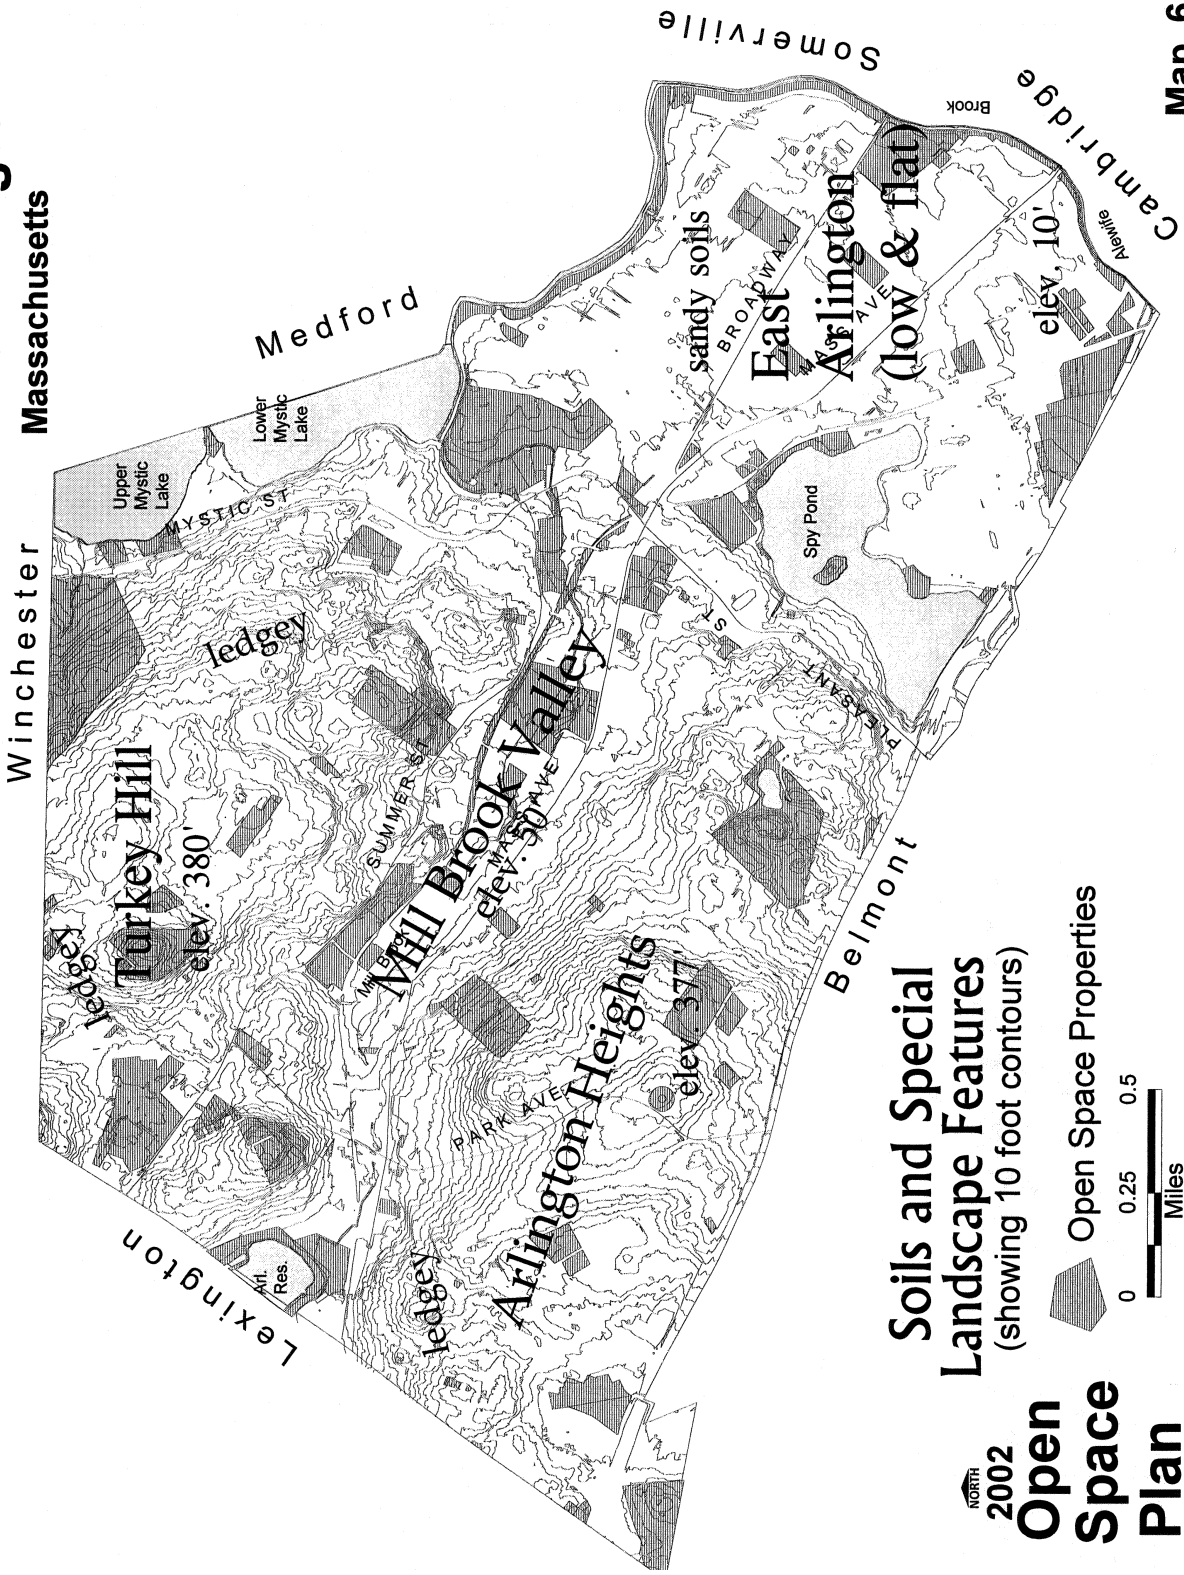 Massachusetts
Winchester
Medford
Somerville
Cambridge
Belmont
Lexington
Upper
Mystic
Lake
Lower
Mystic
Lake
MYSTIC ST
ledgey
Turkey Hill
elev. 380'
ledgey
SUMMER ST
Mill Brook
Mill Brook Valley
elev. 50'
MASS AVE
Arl.
Res.
ledgey
PARK AVE
Arlington Heights
elev. 377'
PLEASANT
ST
Spy Pond
sandy soils
BROADWAY
East
Arlington
(low & flat)
MASS AVE
elev, 10'
Alewife
Brook
Soils and Special
Landscape Features
(showing 10 foot contours)
Open Space Properties
0 0.25 0.5
Miles
NORTH
2002
Open
Space
Plan
Map 6